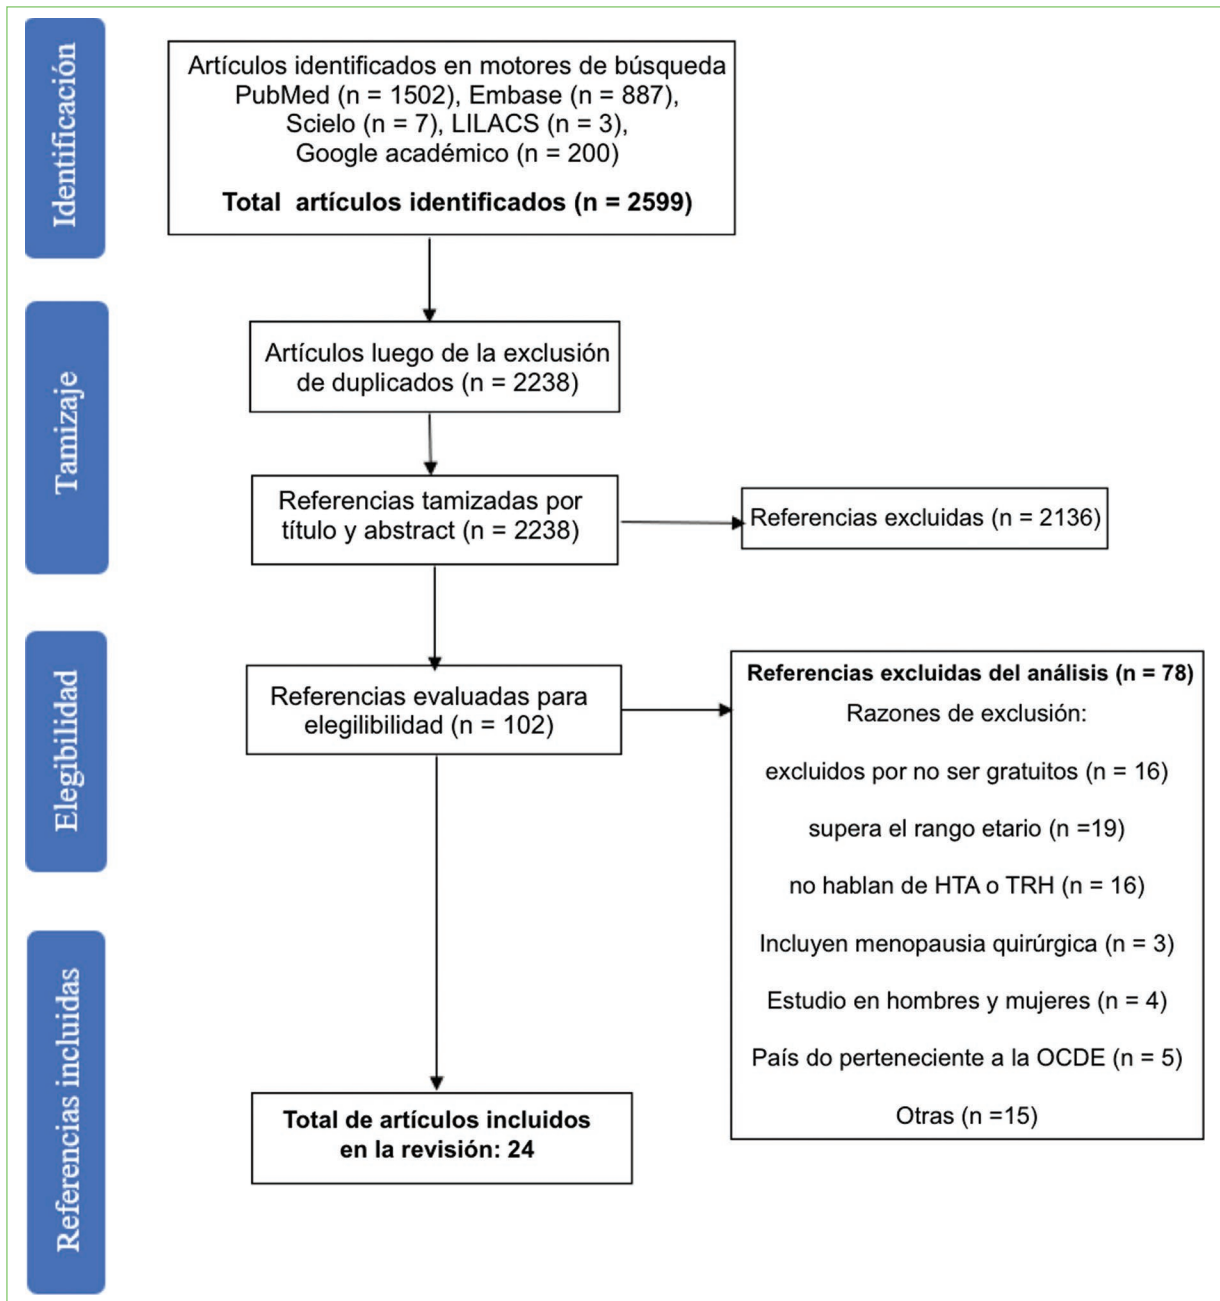 Identificación
Artículos identificados en motores de búsqueda
PubMed (n = 1502), Embase (n = 887),
Scielo (n = 7), LILACS (n = 3),
Google académico (n = 200)
Total artículos identificados (n = 2599)
Tamizaje
Artículos luego de la exclusión
de duplicados (n = 2238)
Referencias tamizadas por
título y abstract (n = 2238)
Referencias excluidas (n = 2136)
Elegibilidad
Referencias evaluadas para
elegilibilidad (n = 102)
Referencias excluidas del análisis (n = 78)
Razones de exclusión:
excluidos por no ser gratuitos (n = 16)
supera el rango etario (n =19)
no hablan de HTA o TRH (n = 16)
Incluyen menopausia quirúrgica (n = 3)
Estudio en hombres y mujeres (n = 4)
País do perteneciente a la OCDE (n = 5)
Otras (n =15)
Referencias incluidas
Total de artículos incluidos
en la revisión: 24